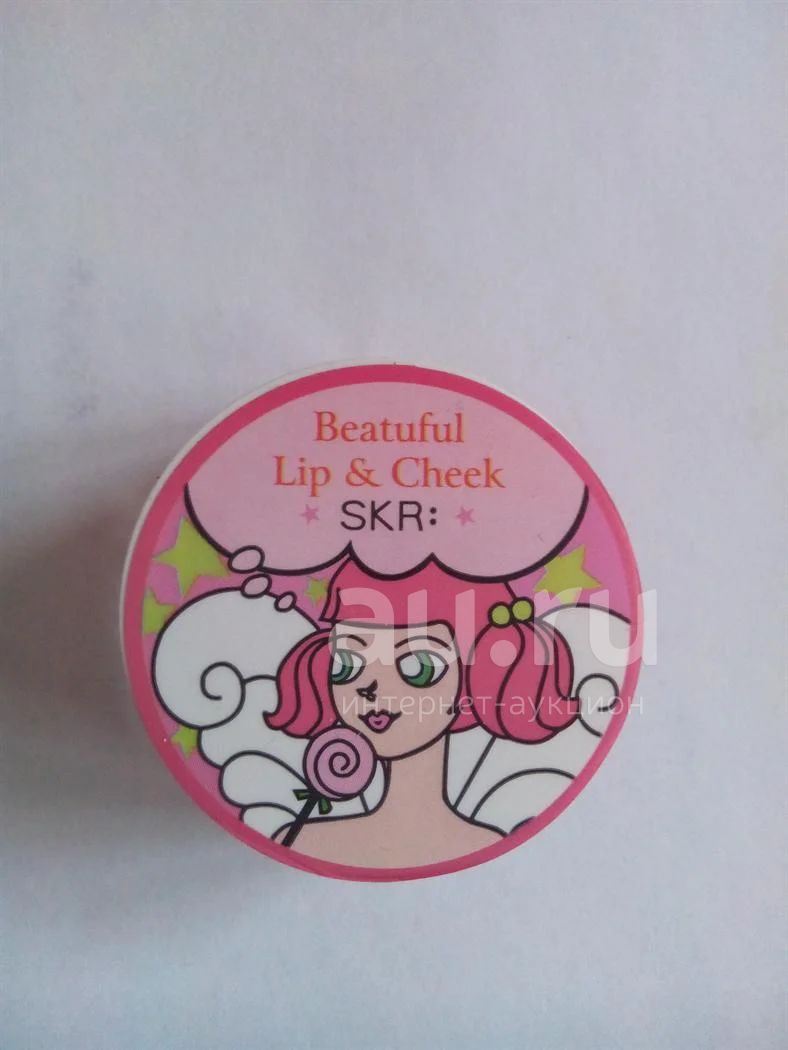 Beatuful
Lip & Cheek
SKR:
au.ru
интернет-аукцион